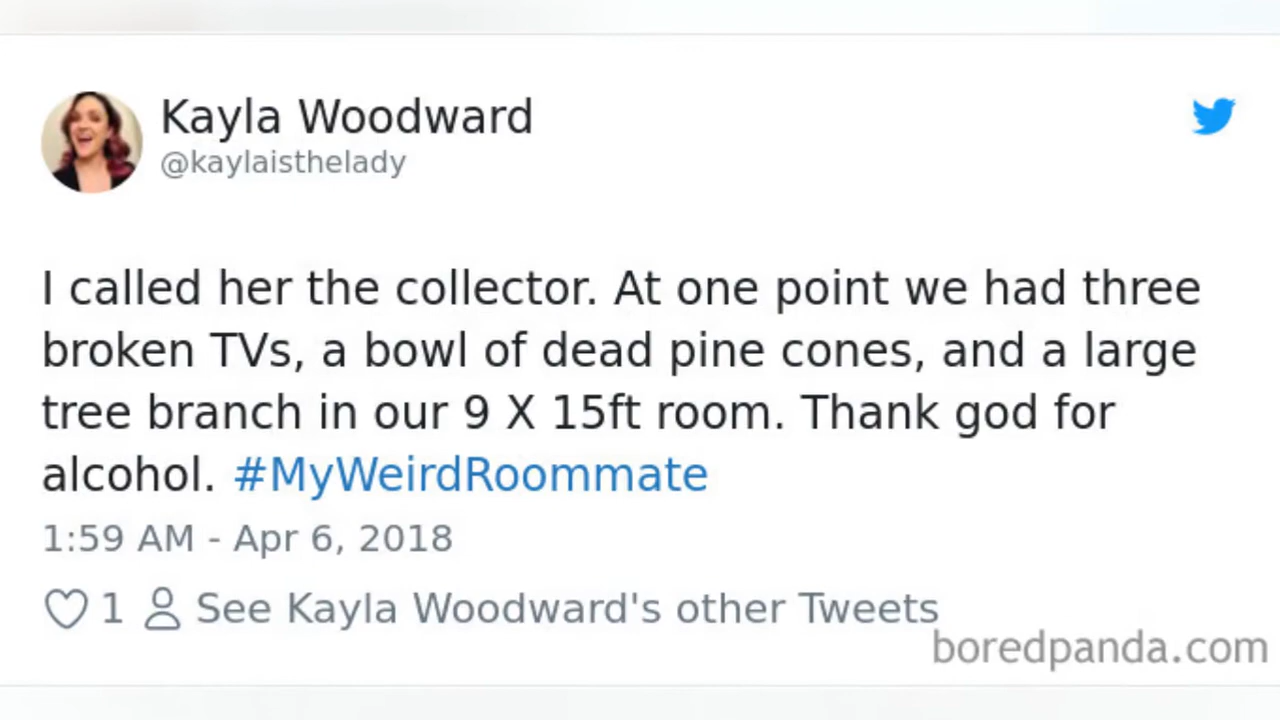 Kayla Woodward
@kaylaisthelady
I called her the collector. At one point we had three
broken TVs, a bowl of dead pine cones, and a large
tree branch in our 9 X 15ft room. Thank god for
alcohol. #MyWeirdRoommate
1:59 AM - Apr 6, 2018
1 See Kayla Woodward's other Tweets
boredpanda.com